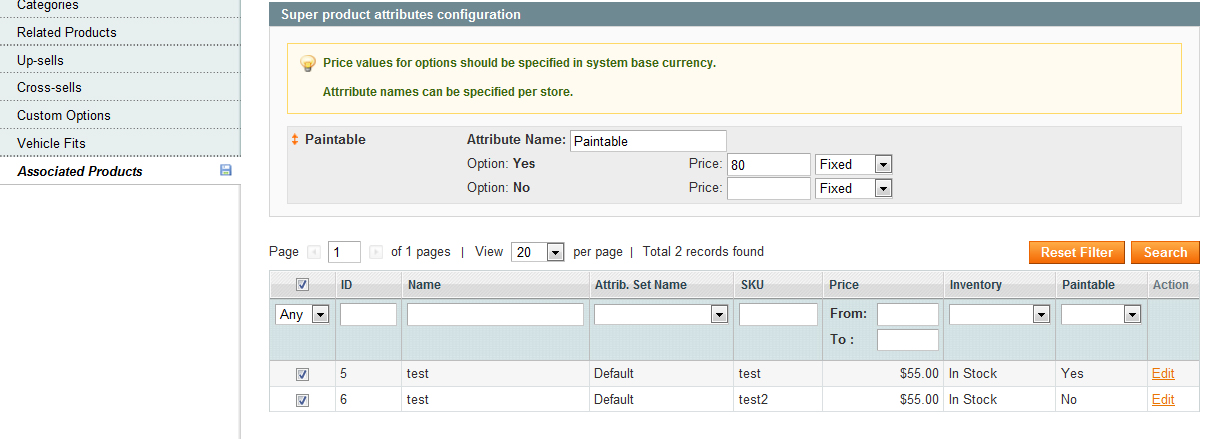 Categories
Related Products
Up-sells
Cross-sells
Custom Options
Vehicle Fits
Associated Products
Super product attributes configuration
Price values for options should be specified in system base currency.
Attrribute names can be specified per store.
Paintable Attribute Name: Paintable
Option: Yes Price: 80 Fixed
Option: No Price: Fixed
Page 1 of 1 pages | View 20 per page | Total 2 records found Reset Filter Search
ID Name Attrib. Set Name SKU Price Inventory Paintable Action
Any From:
To :
5 test Default test $55.00 In Stock Yes Edit
6 test Default test2 $55.00 In Stock No Edit